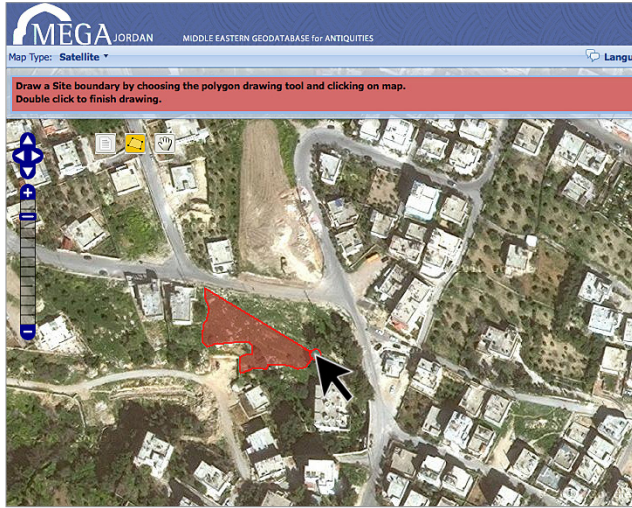 MEGA JORDAN MIDDLE EASTERN GEODATABASE for ANTIQUITIES
Map Type: Satellite
Draw a Site boundary by choosing the polygon drawing tool and clicking on map.
Double click to finish drawing.